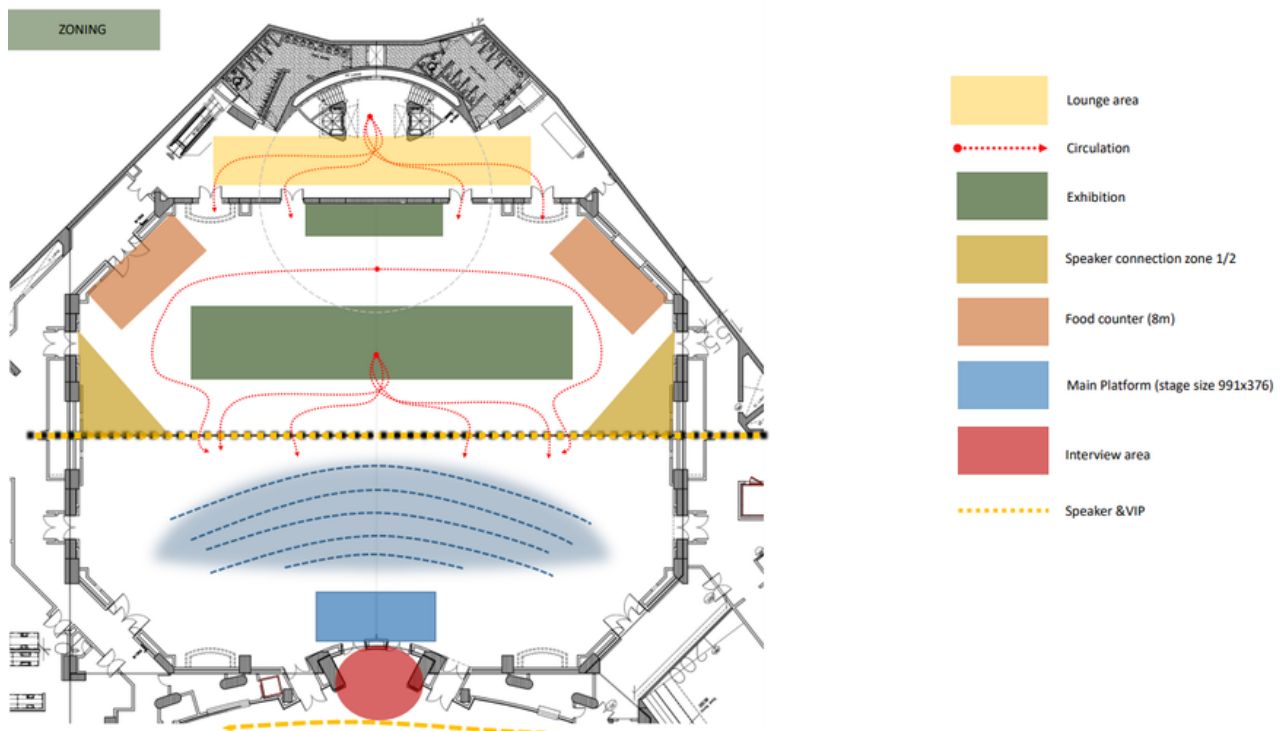 ZONING
Lounge area
Circulation
Exhibition
Speaker connection zone 1/2
Food counter (8m)
Main Platform (stage size 991x376)
Interview area
Speaker &VIP